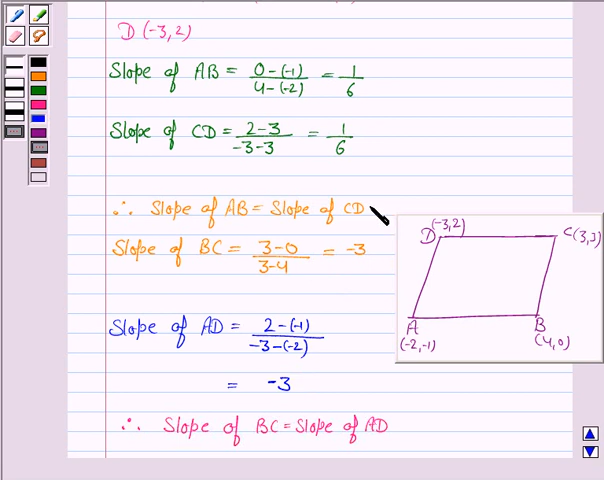 D (-3,2)
Slope of AB = 0-(-1) / 4-(-2) = 1/6
Slope of CD = 2-3 / -3-3 = 1/6
∴ Slope of AB = Slope of CD
Slope of BC = 3-0 / 3-4 = -3
Slope of AD = 2-(-1) / -3-(-2)
= -3
∴ Slope of BC = Slope of AD
(-3,2)
D
C(3,3)
A
(-2,-1)
B
(4,0)